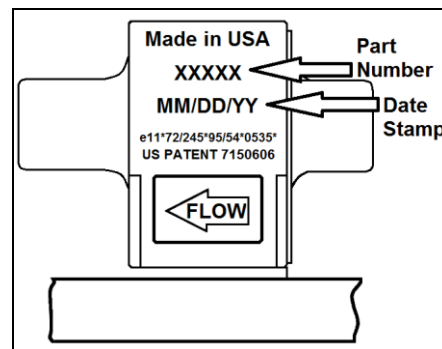 Made in USA
XXXXX
Part
Number
MM/DD/YY
Date
Stamp
e11*72/245*95/54*0535*
US PATENT 7150606
FLOW